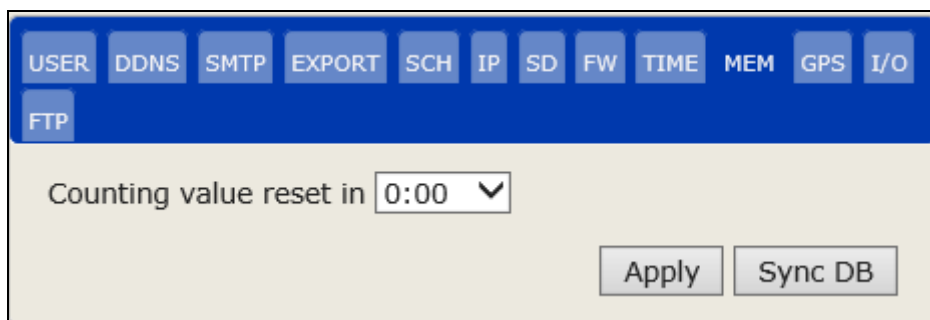 USER DDNS SMTP EXPORT SCH IP SD FW TIME MEM GPS I/O
FTP
Counting value reset in 0:00
Apply Sync DB